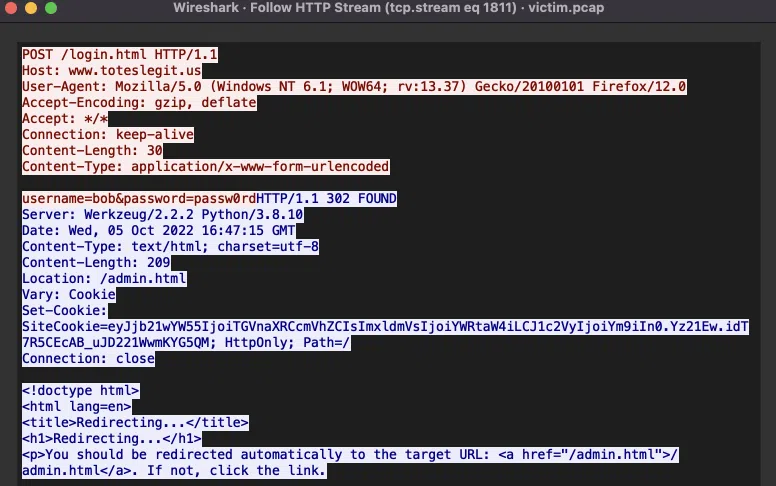 Wireshark · Follow HTTP Stream (tcp.stream eq 1811) · victim.pcap
POST /login.html HTTP/1.1
Host: www.toteslegit.us
User-Agent: Mozilla/5.0 (Windows NT 6.1; WOW64; rv:13.37) Gecko/20100101 Firefox/12.0
Accept-Encoding: gzip, deflate
Accept: */*
Connection: keep-alive
Content-Length: 30
Content-Type: application/x-www-form-urlencoded
username=bob&password=passw0rdHTTP/1.1 302 FOUND
Server: Werkzeug/2.2.2 Python/3.8.10
Date: Wed, 05 Oct 2022 16:47:15 GMT
Content-Type: text/html; charset=utf-8
Content-Length: 209
Location: /admin.html
Vary: Cookie
Set-Cookie:
SiteCookie=eyJjb21wYW55IjoiTGVnaXRCcmVhZCIsImxldmVsIjoiYWRtaW4iLCJ1c2VyIjoiYm9iIn0.Yz21Ew.idT
7R5CEcAB_uJD221WwmKYG5QM; HttpOnly; Path=/
Connection: close
<!doctype html>
<html lang=en>
<title>Redirecting...</title>
<h1>Redirecting...</h1>
<p>You should be redirected automatically to the target URL: <a href="/admin.html">/
admin.html</a>. If not, click the link.